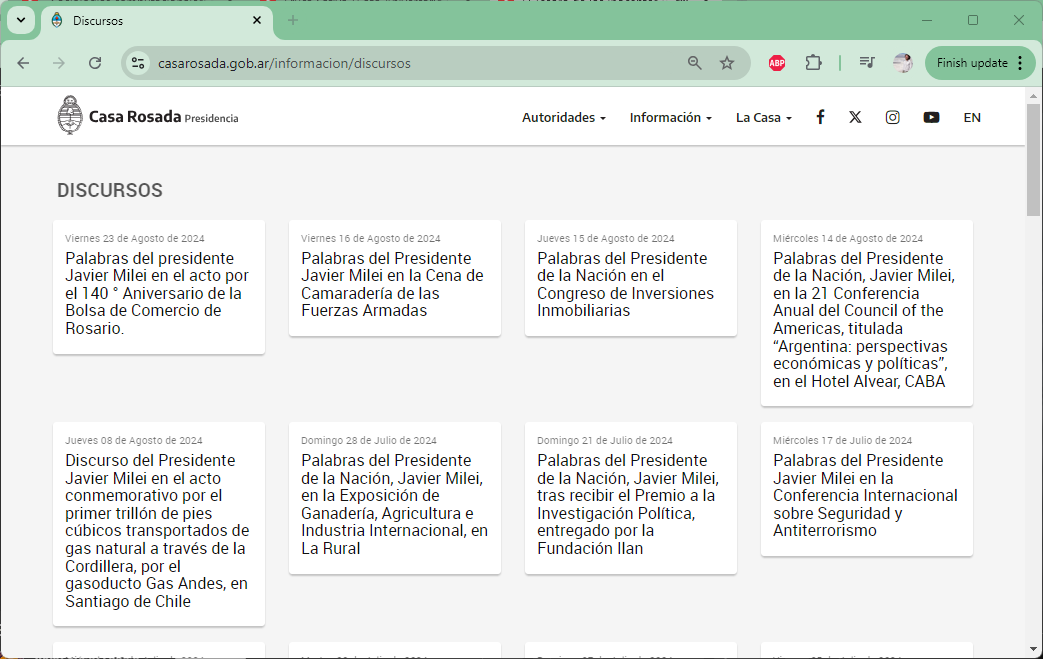 Discursos
casarosada.gob.ar/informacion/discursos
ABP
Finish update
Casa Rosada Presidencia
Autoridades
Información
La Casa
EN
DISCURSOS
Viernes 23 de Agosto de 2024
Palabras del presidente
Javier Milei en el acto por
el 140 ° Aniversario de la
Bolsa de Comercio de
Rosario.
Viernes 16 de Agosto de 2024
Palabras del Presidente
Javier Milei en la Cena de
Camaradería de las
Fuerzas Armadas
Jueves 15 de Agosto de 2024
Palabras del Presidente
de la Nación en el
Congreso de Inversiones
Inmobiliarias
Miércoles 14 de Agosto de 2024
Palabras del Presidente
de la Nación, Javier Milei,
en la 21 Conferencia
Anual del Council of the
Americas, titulada
“Argentina: perspectivas
económicas y políticas”,
en el Hotel Alvear, CABA
Jueves 08 de Agosto de 2024
Discurso del Presidente
Javier Milei en el acto
conmemorativo por el
primer trillón de pies
cúbicos transportados de
gas natural a través de la
Cordillera, por el
gasoducto Gas Andes, en
Santiago de Chile
Domingo 28 de Julio de 2024
Palabras del Presidente
de la Nación, Javier Milei,
en la Exposición de
Ganadería, Agricultura e
Industria Internacional, en
La Rural
Domingo 21 de Julio de 2024
Palabras del Presidente
de la Nación, Javier Milei,
tras recibir el Premio a la
Investigación Política,
entregado por la
Fundación Ilan
Miércoles 17 de Julio de 2024
Palabras del Presidente
Javier Milei en la
Conferencia Internacional
sobre Seguridad y
Antiterrorismo